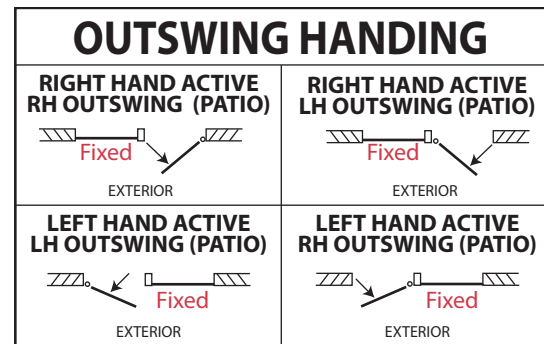 OUTSWING HANDING
RIGHT HAND ACTIVE
RH OUTSWING (PATIO)
Fixed
EXTERIOR
RIGHT HAND ACTIVE
LH OUTSWING (PATIO)
Fixed
EXTERIOR
LEFT HAND ACTIVE
LH OUTSWING (PATIO)
Fixed
EXTERIOR
LEFT HAND ACTIVE
RH OUTSWING (PATIO)
Fixed
EXTERIOR